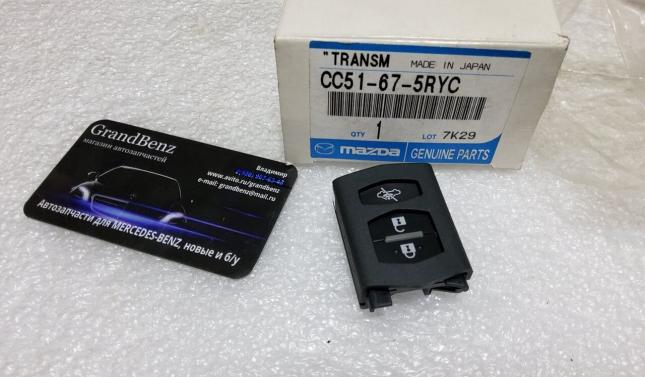 "TRANSM MADE IN JAPAN
CC51-67-5RYC
QTY 1 LOT 7K29
mazda GENUINE PARTS
GrandBenz
магазин автозапчастей
Владимир
www.avito.ru/grandbenz
e-mail: grandbenz@mail.ru
Автозапчасти для MERCEDES-BENZ, новые и б/у